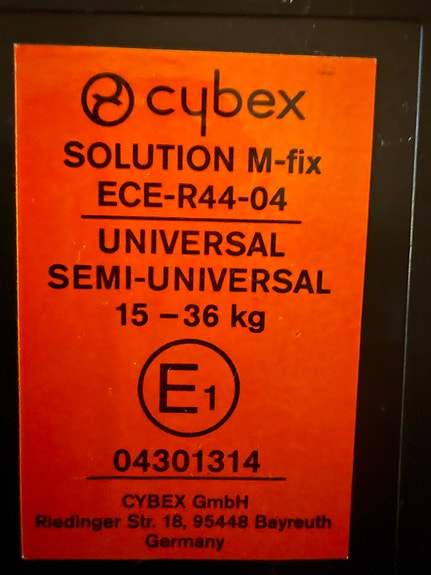 cybex
SOLUTION M-fix
ECE-R44-04
UNIVERSAL
SEMI-UNIVERSAL
15 – 36 kg
E1
04301314
CYBEX GmbH
Riedinger Str. 18, 95448 Bayreuth
Germany